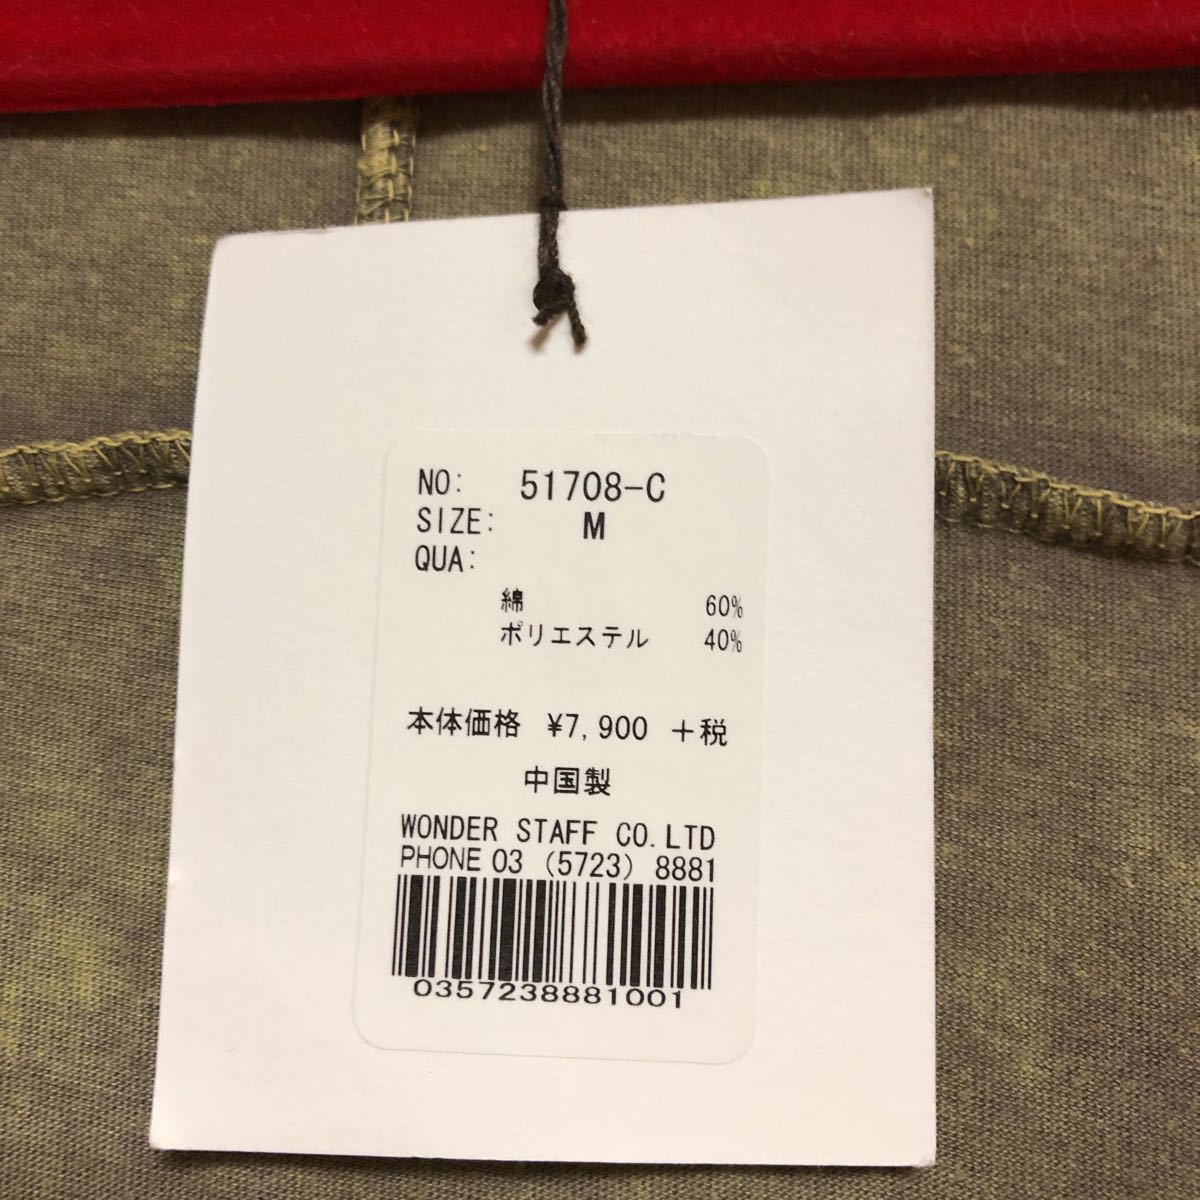 NO: 51708-C
SIZE: M
QUA:
綿 60%
ポリエステル 40%
本体価格 ¥7,900 +税
中国製
WONDER STAFF CO.LTD
PHONE 03 (5723) 8881
0357238881001